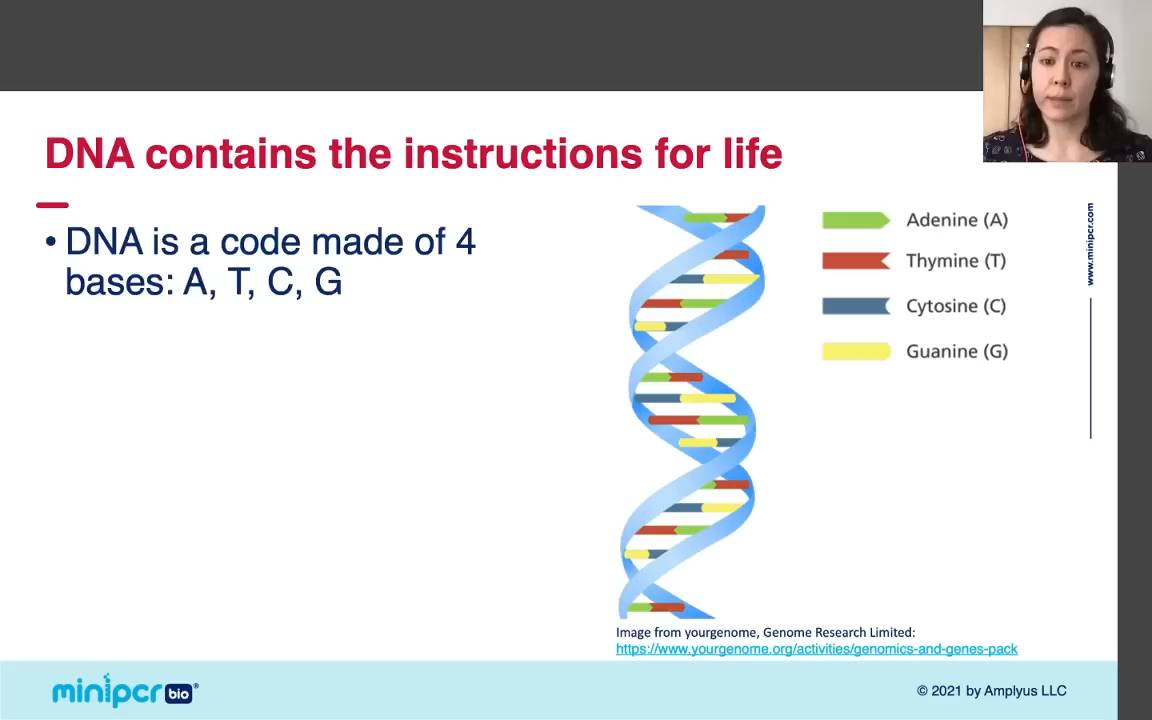 DNA contains the instructions for life
• DNA is a code made of 4
bases: A, T, C, G
Adenine (A)
Thymine (T)
Cytosine (C)
Guanine (G)
www.minipcr.com
Image from yourgenome, Genome Research Limited:
https://www.yourgenome.org/activities/genomics-and-genes-pack
minipcr bio®
© 2021 by Amplyus LLC